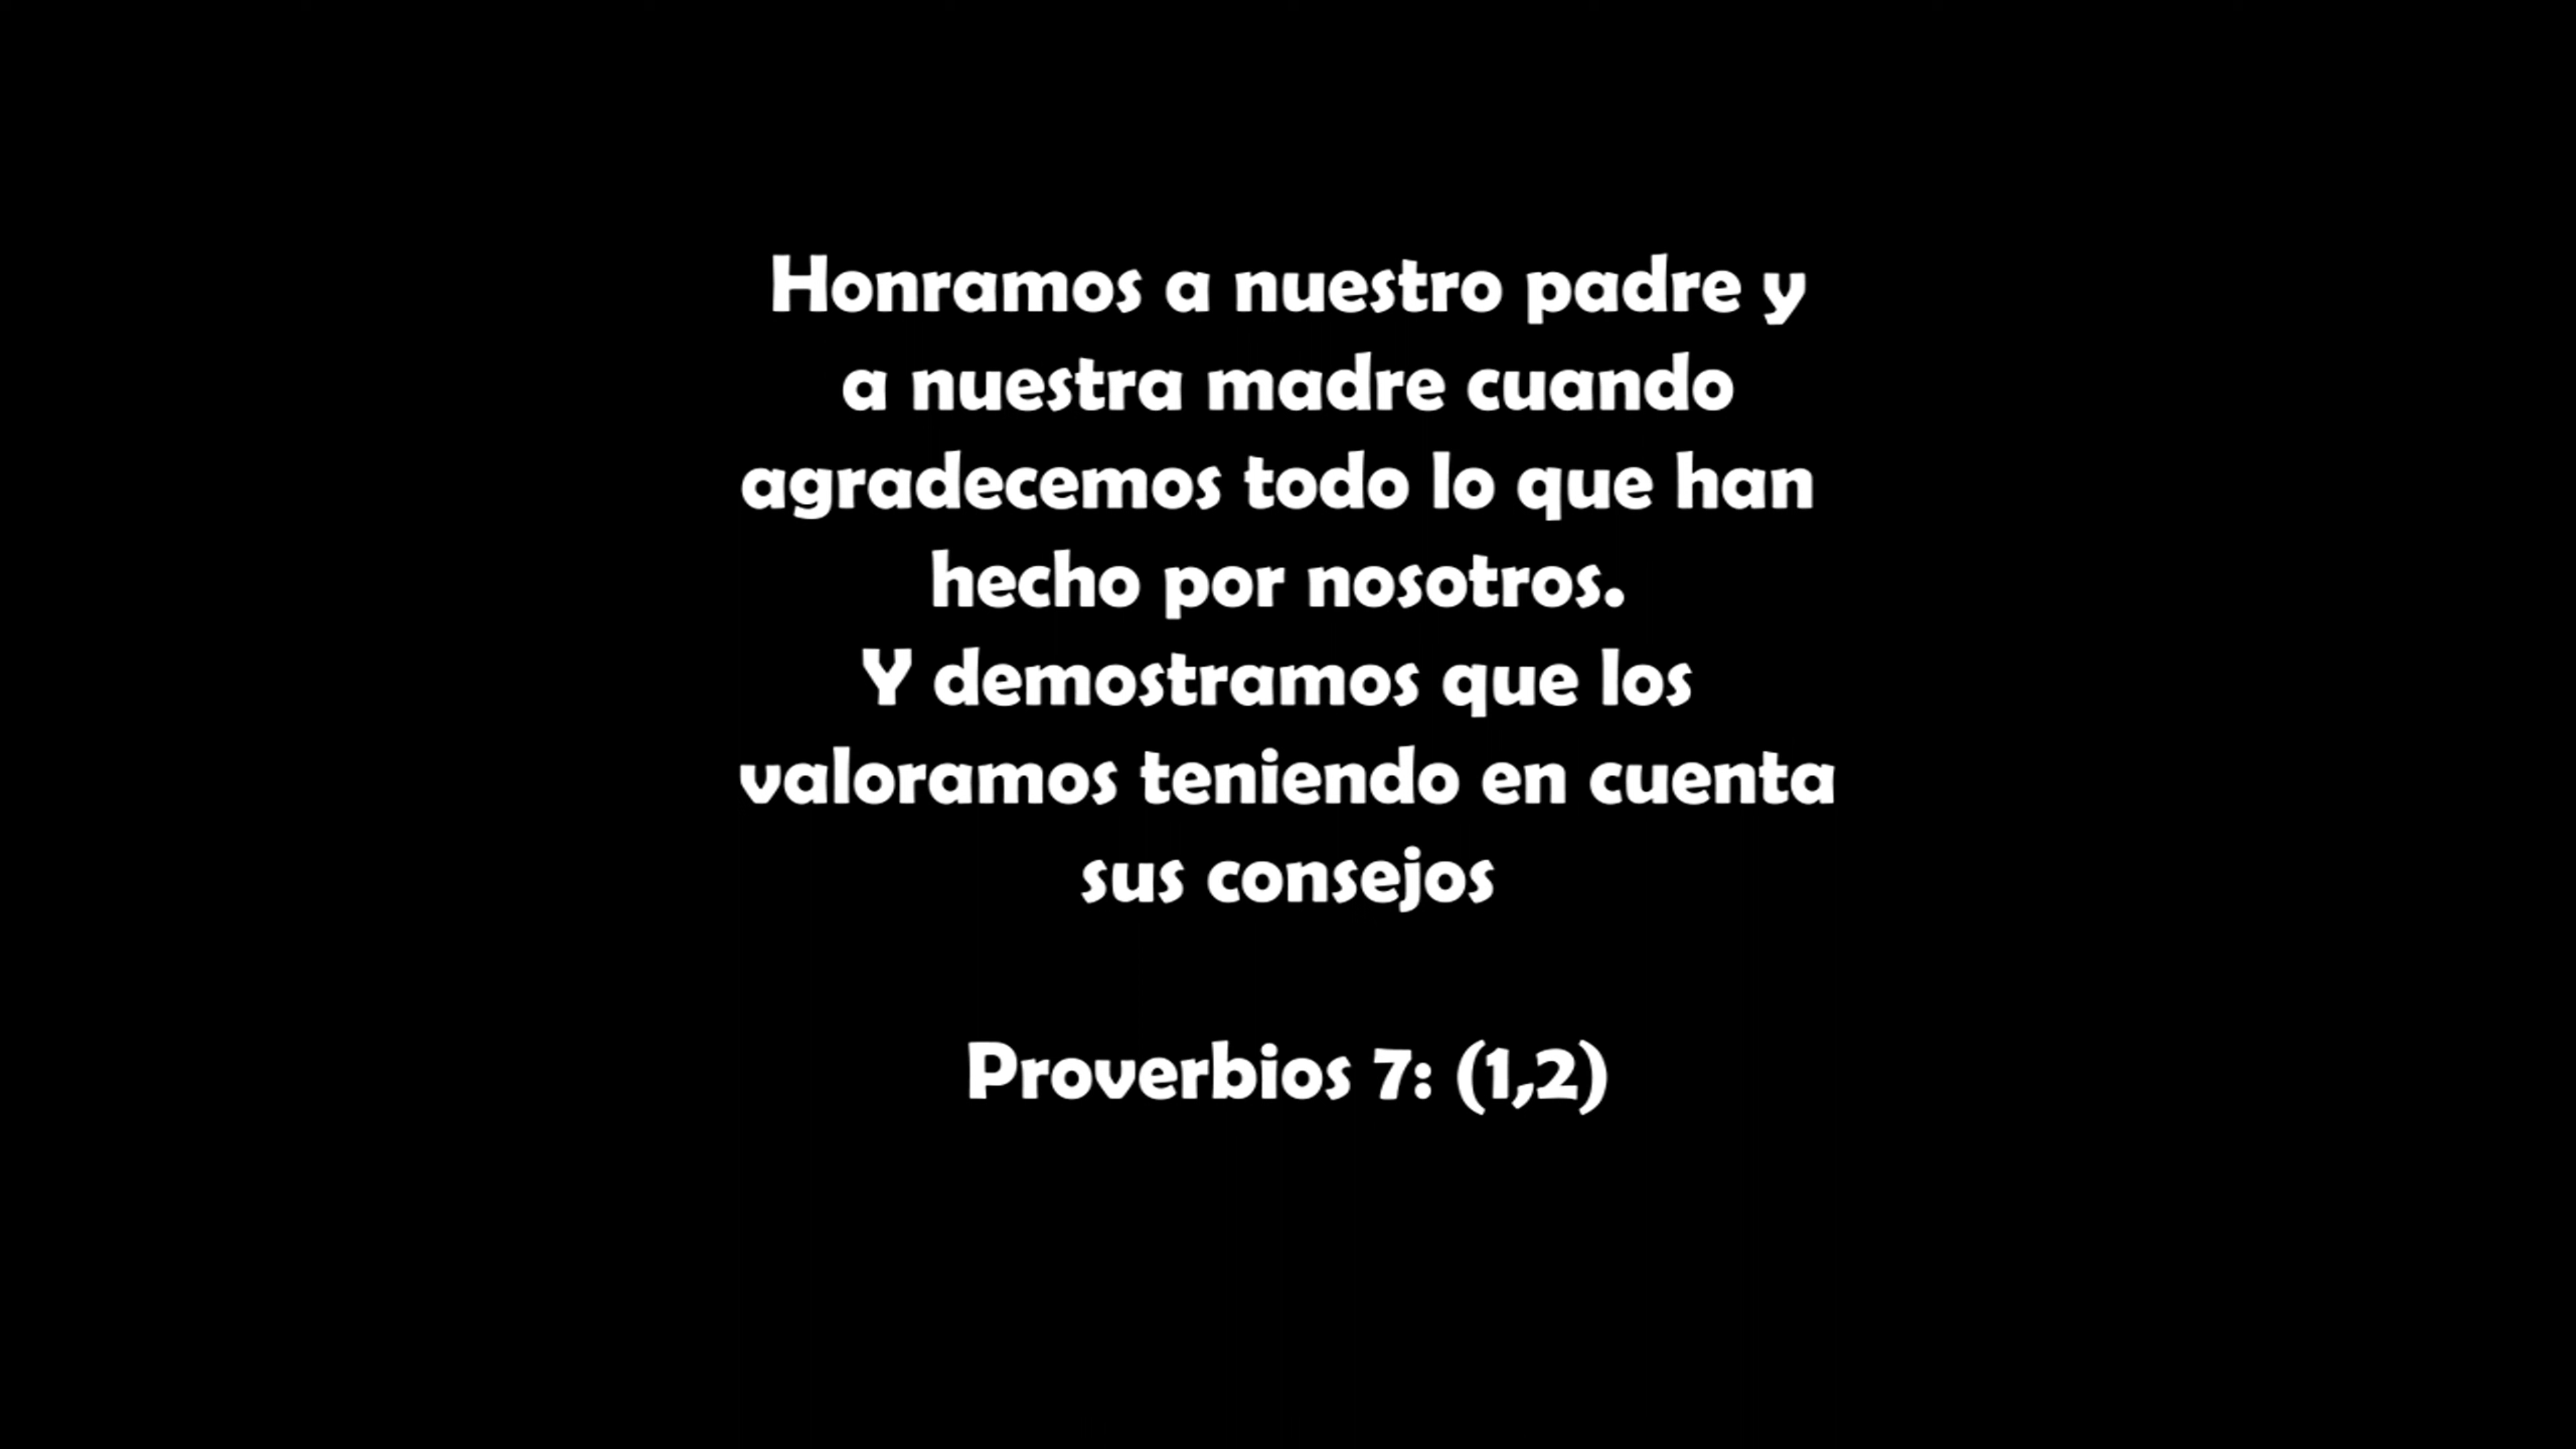 Honramos a nuestro padre y
a nuestra madre cuando
agradecemos todo lo que han
hecho por nosotros.
Y demostramos que los
valoramos teniendo en cuenta
sus consejos
Proverbios 7: (1,2)